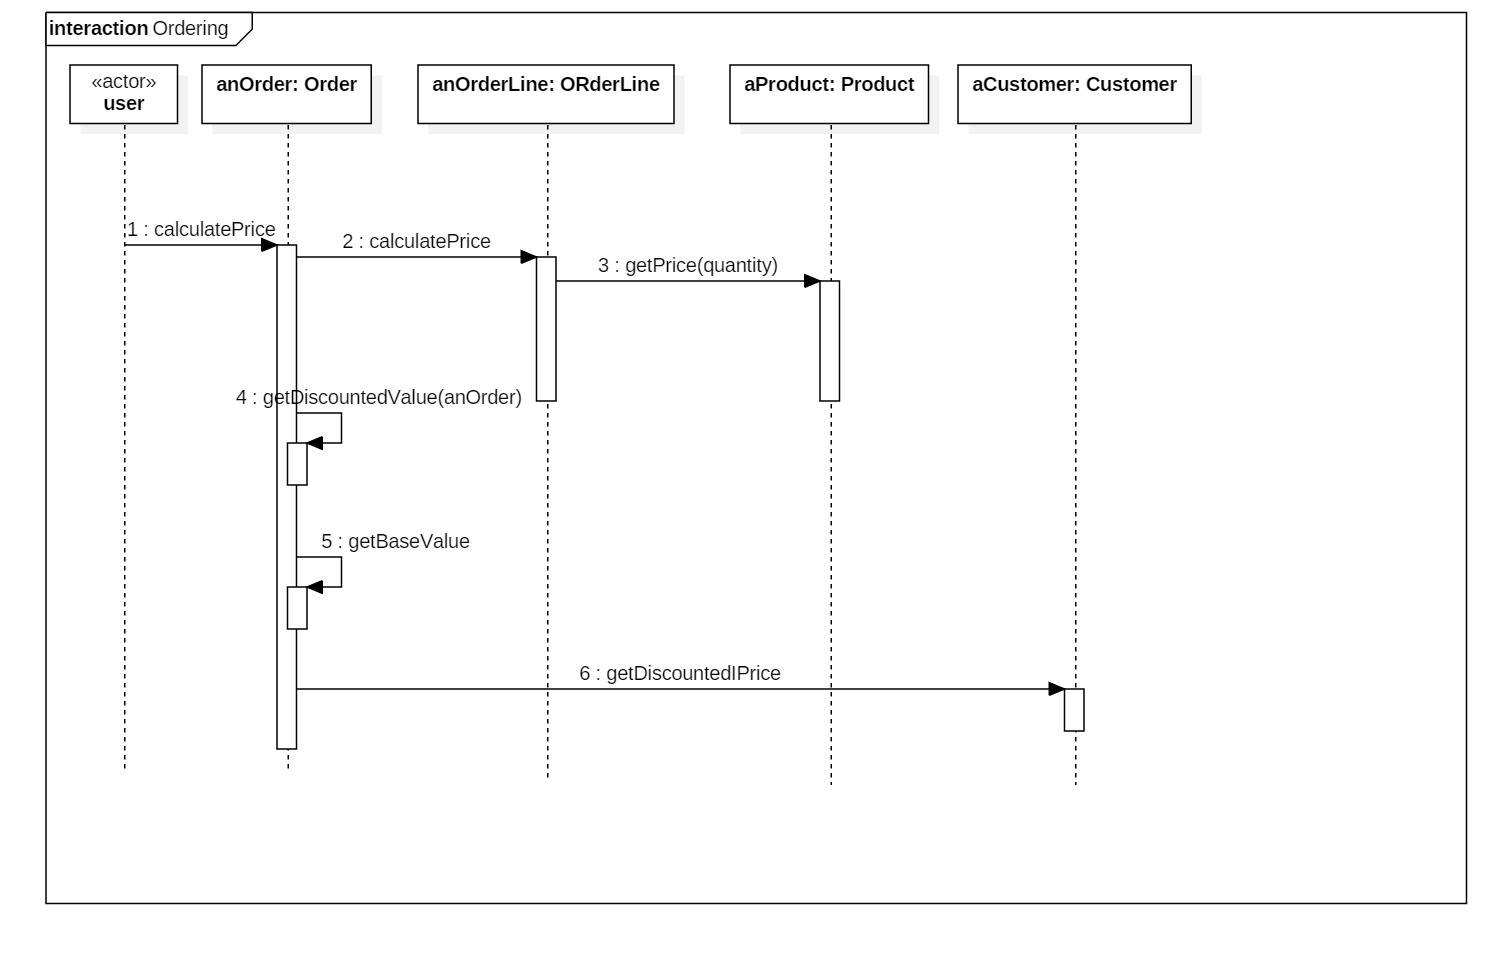 interaction Ordering
«actor»
user
anOrder: Order
anOrderLine: ORderLine
aProduct: Product
aCustomer: Customer
1 : calculatePrice
2 : calculatePrice
3 : getPrice(quantity)
4 : getDiscountedValue(anOrder)
5 : getBaseValue
6 : getDiscountedIPrice